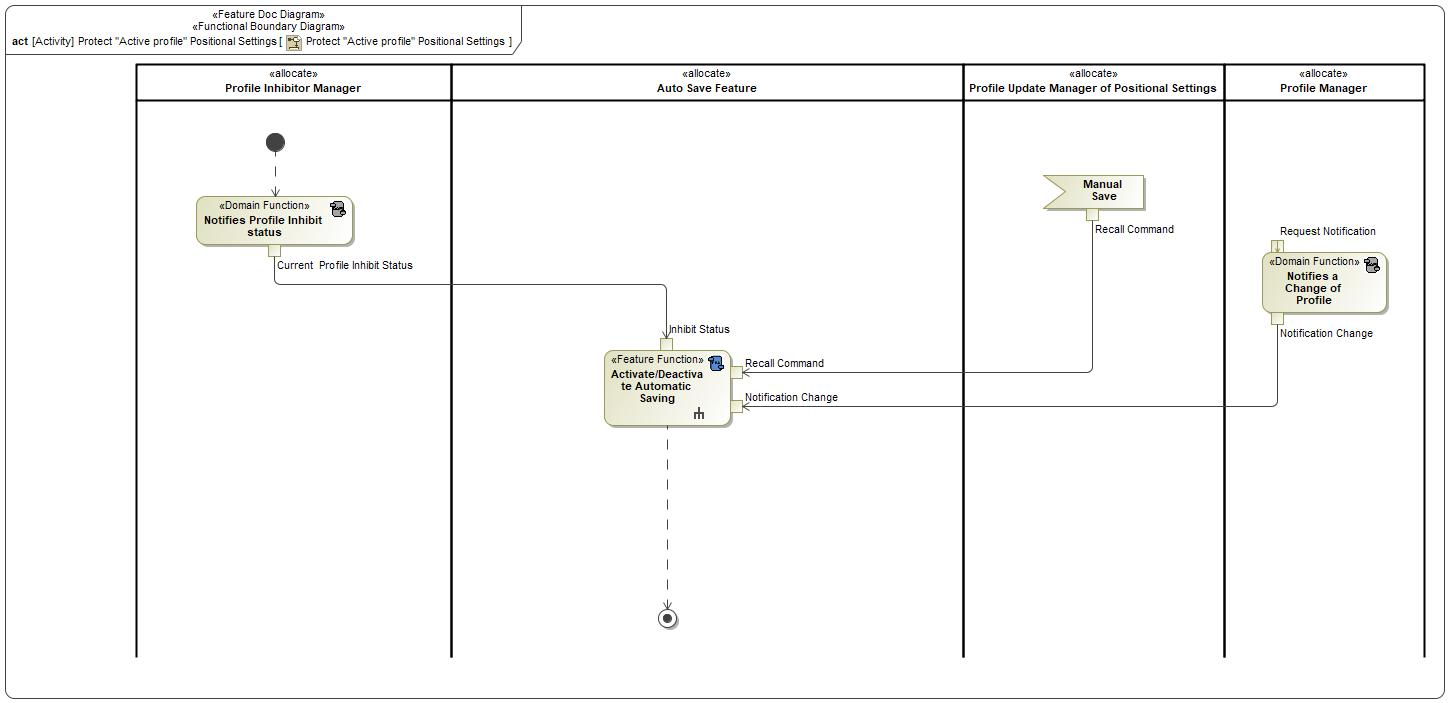 «Feature Doc Diagram»
«Functional Boundary Diagram»
act [Activity] Protect "Active profile" Positional Settings [ Protect "Active profile" Positional Settings ]
«allocate»
Profile Inhibitor Manager
«allocate»
Auto Save Feature
«allocate»
Profile Update Manager of Positional Settings
«allocate»
Profile Manager
«Domain Function»
Notifies Profile Inhibit
status
Current  Profile Inhibit Status
Manual
Save
Recall Command
Request Notification
«Domain Function»
Notifies a
Change of
Profile
Notification Change
Inhibit Status
«Feature Function»
Activate/Deactiva
te Automatic
Saving
Recall Command
Notification Change